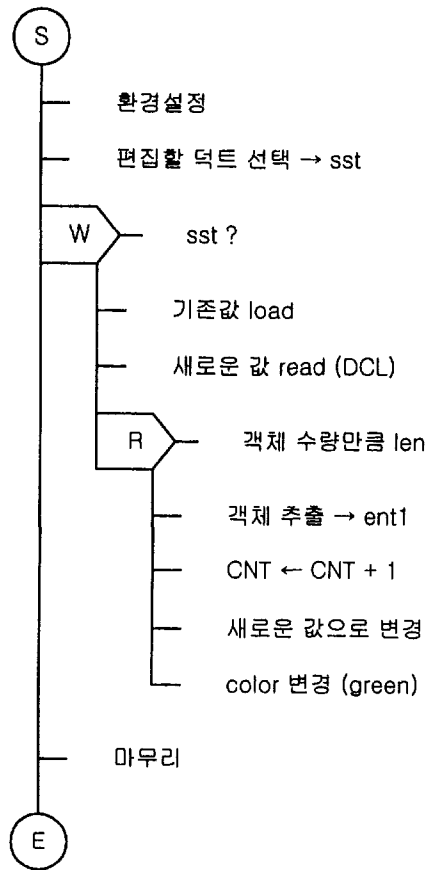 S
환경설정
편집할 덕트 선택 → sst
W
sst ?
기존값 load
새로운 값 read (DCL)
R
객체 수량만큼 len
객체 추출 → ent1
CNT ← CNT + 1
새로운 값으로 변경
color 변경 (green)
마무리
E